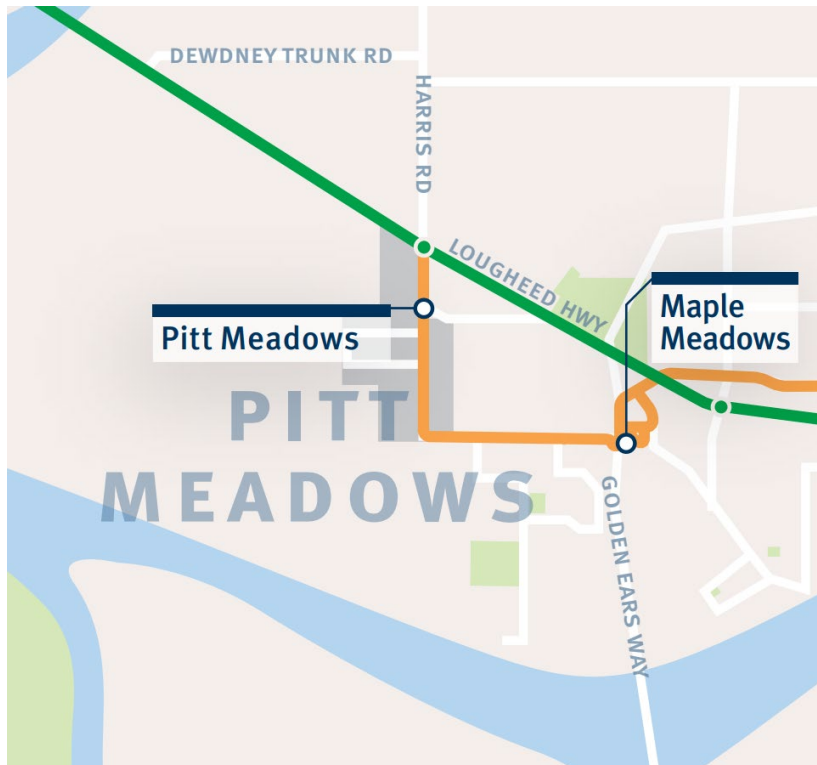 DEWDNEY TRUNK RD
HARRIS RD
LOUGHEED HWY
Pitt Meadows
Maple
Meadows
PITT
MEADOWS
GOLDEN EARS WAY